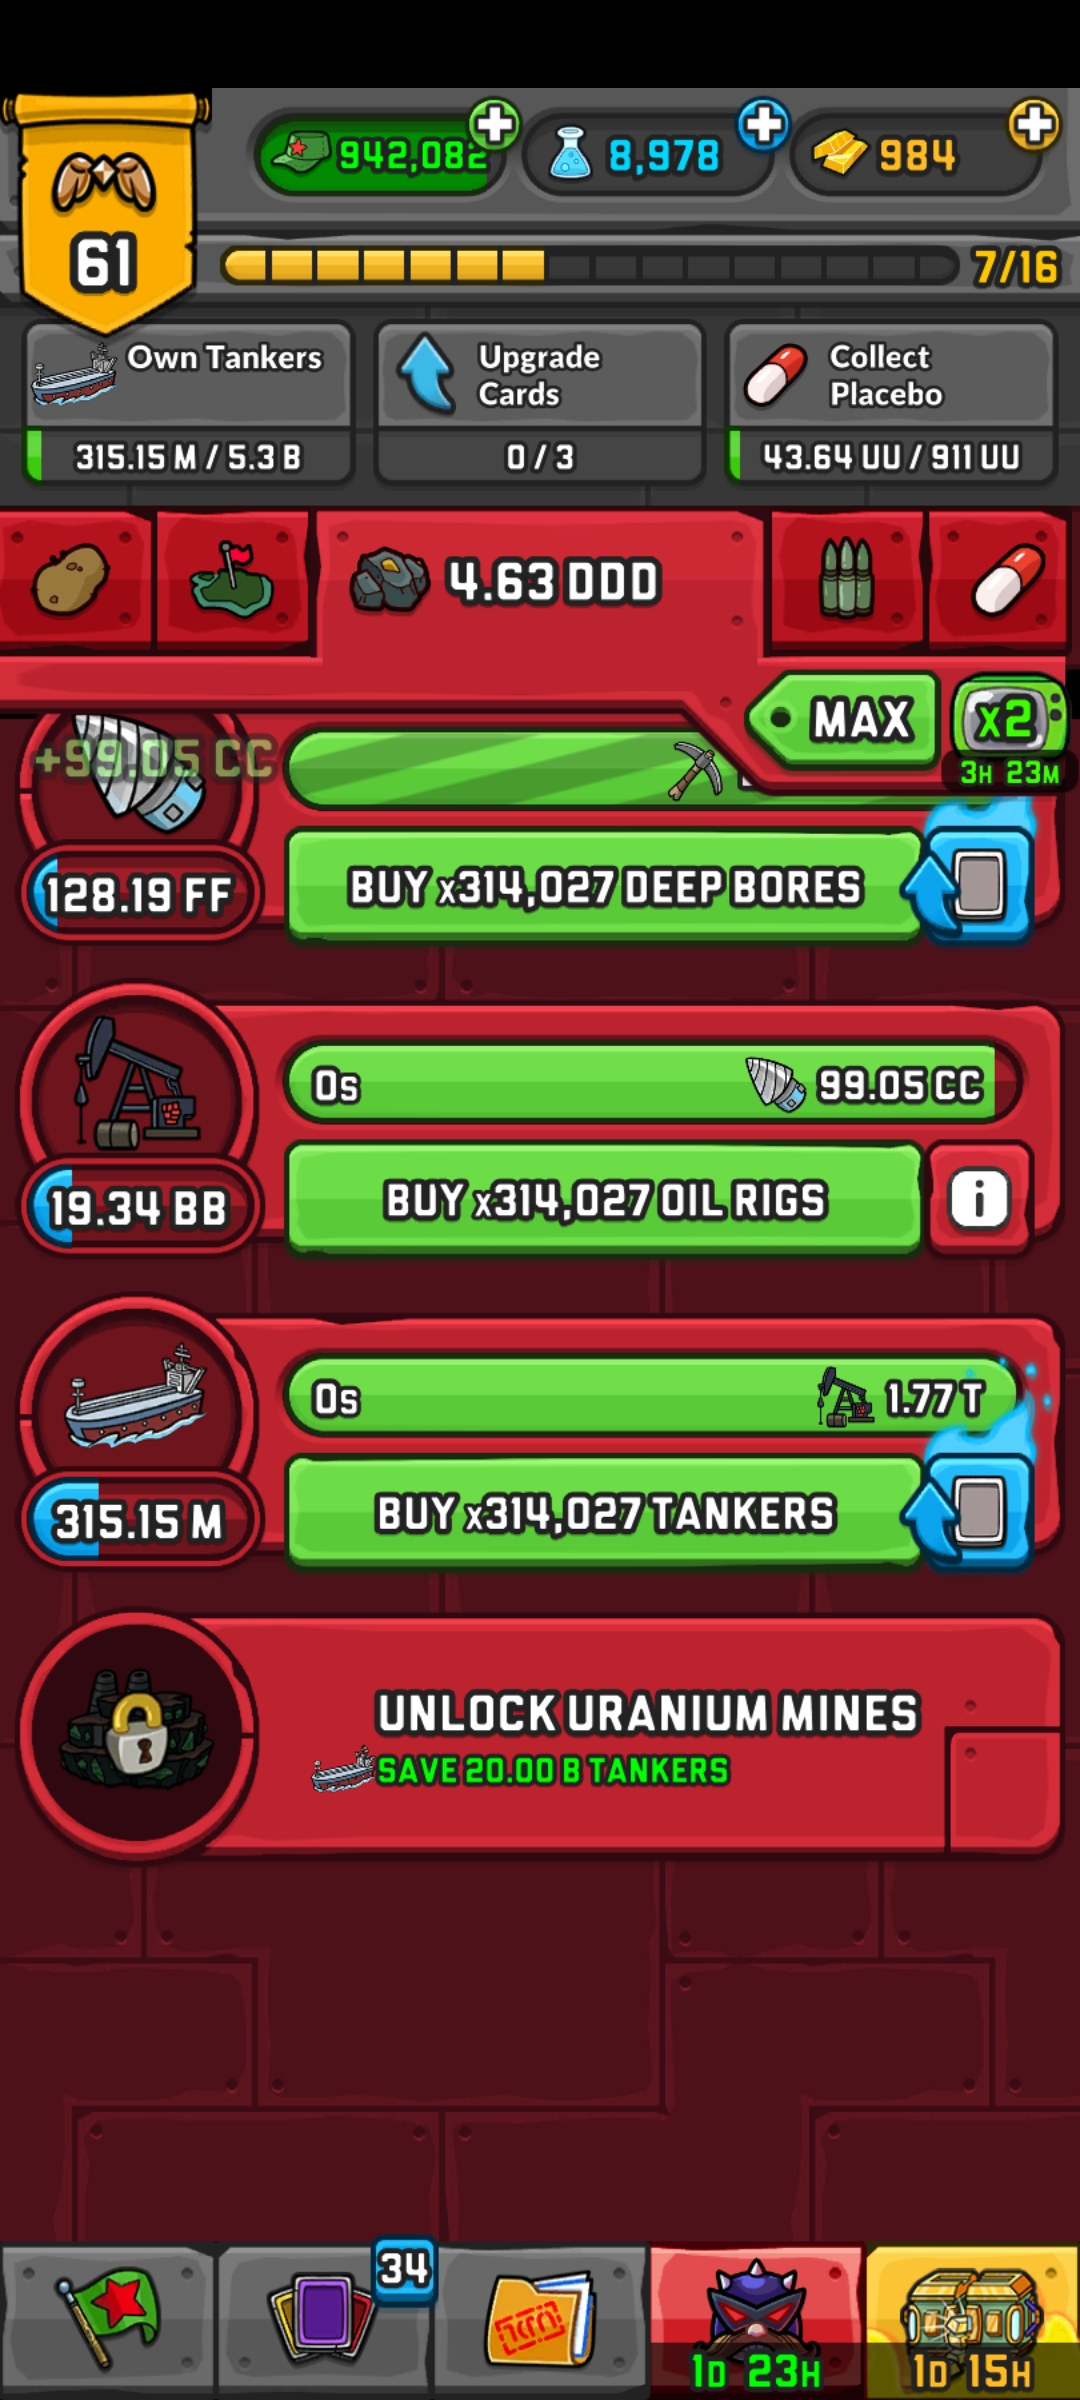 942,082
8,978
984
61
7/16
Own Tankers
315.15 M / 5.3 B
Upgrade
Cards
0 / 3
Collect
Placebo
43.64 UU / 911 UU
4.63 DDD
MAX
x2
3H 23M
+99.05 CC
128.19 FF
BUY x314,027 DEEP BORES
0s
99.05 CC
19.34 BB
BUY x314,027 OIL RIGS
i
0s
1.77 T
315.15 M
BUY x314,027 TANKERS
UNLOCK URANIUM MINES
SAVE 20.00 B TANKERS
34
1D 23H
1D 15H